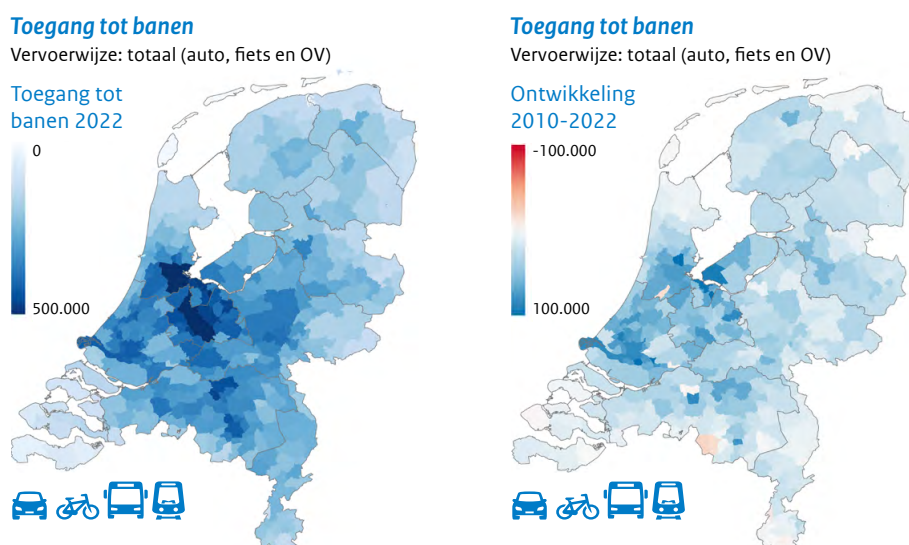 Toegang tot banen
Vervoerwijze: totaal (auto, fiets en OV)
Toegang tot
banen 2022
0
500.000
Toegang tot banen
Vervoerwijze: totaal (auto, fiets en OV)
Ontwikkeling
2010-2022
-100.000
100.000